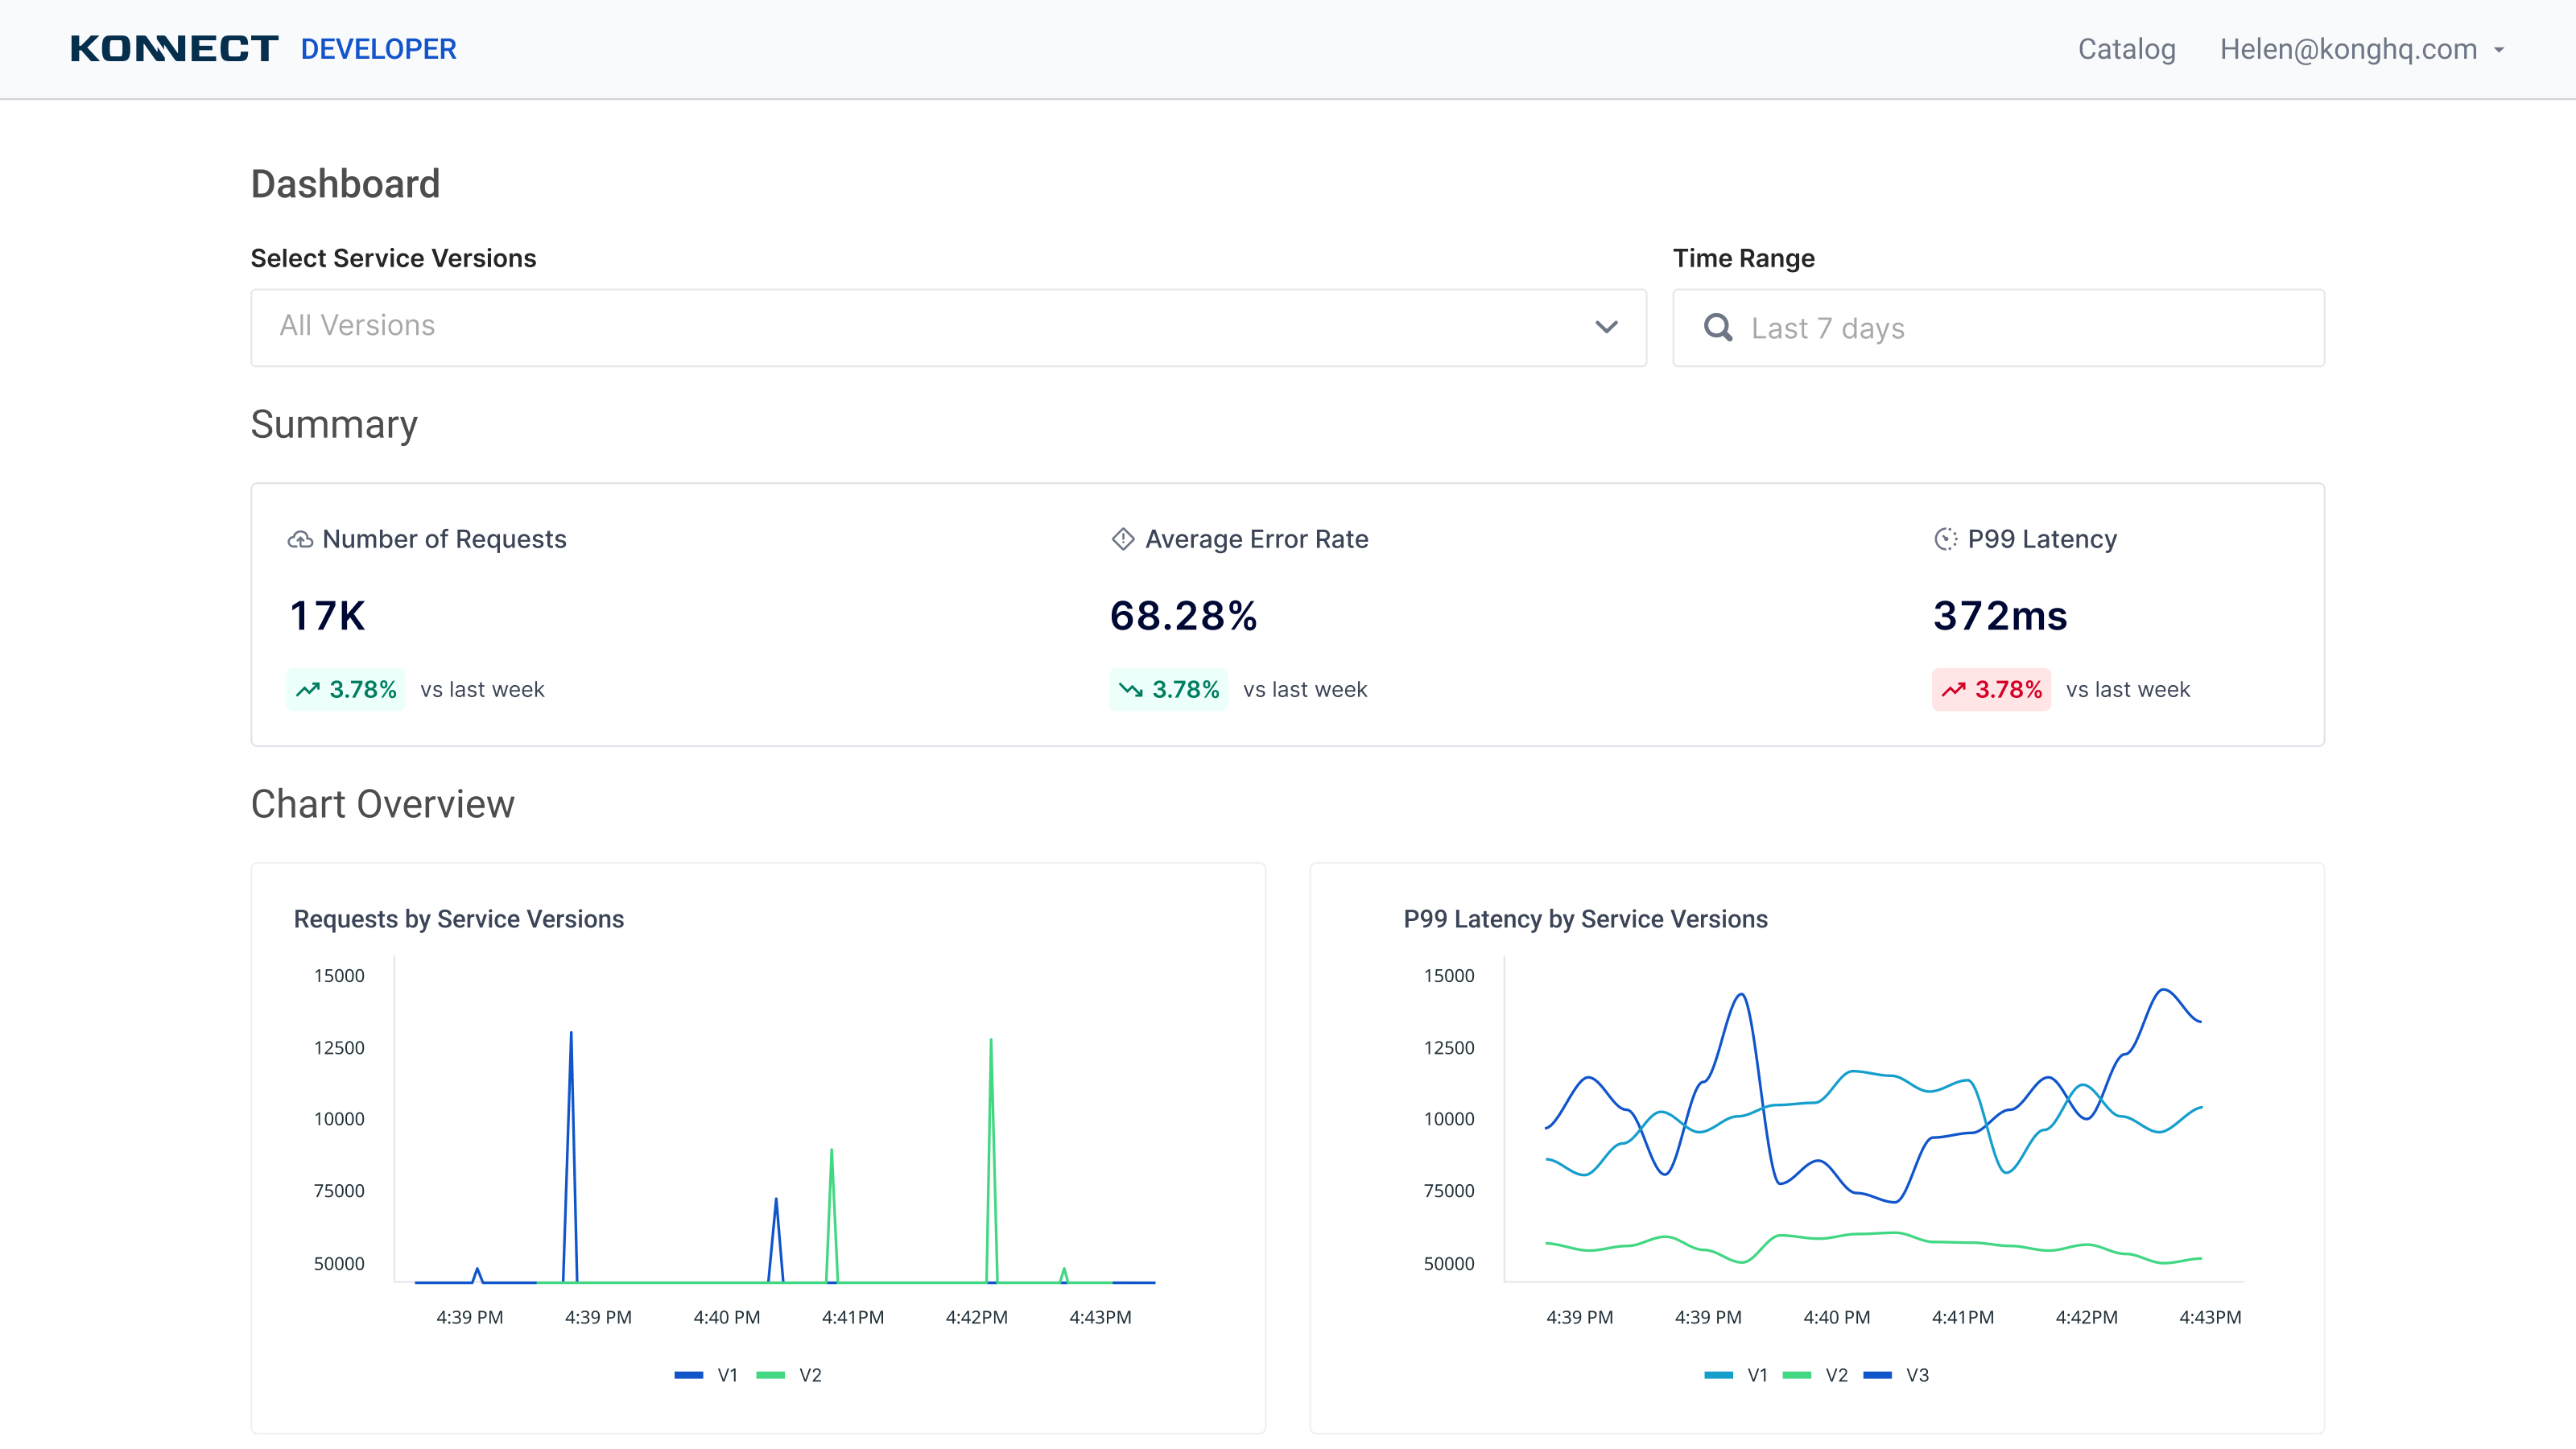 KONNECT DEVELOPER
Catalog Helen@konghq.com
Dashboard
Select Service Versions
All Versions
Time Range
Last 7 days
Summary
Number of Requests
17K
3.78% vs last week
Average Error Rate
68.28%
3.78% vs last week
P99 Latency
372ms
3.78% vs last week
Chart Overview
Requests by Service Versions
15000
12500
10000
75000
50000
4:39 PM 4:39 PM 4:40 PM 4:41PM 4:42PM 4:43PM
V1 V2
P99 Latency by Service Versions
15000
12500
10000
75000
50000
4:39 PM 4:39 PM 4:40 PM 4:41PM 4:42PM 4:43PM
V1 V2 V3